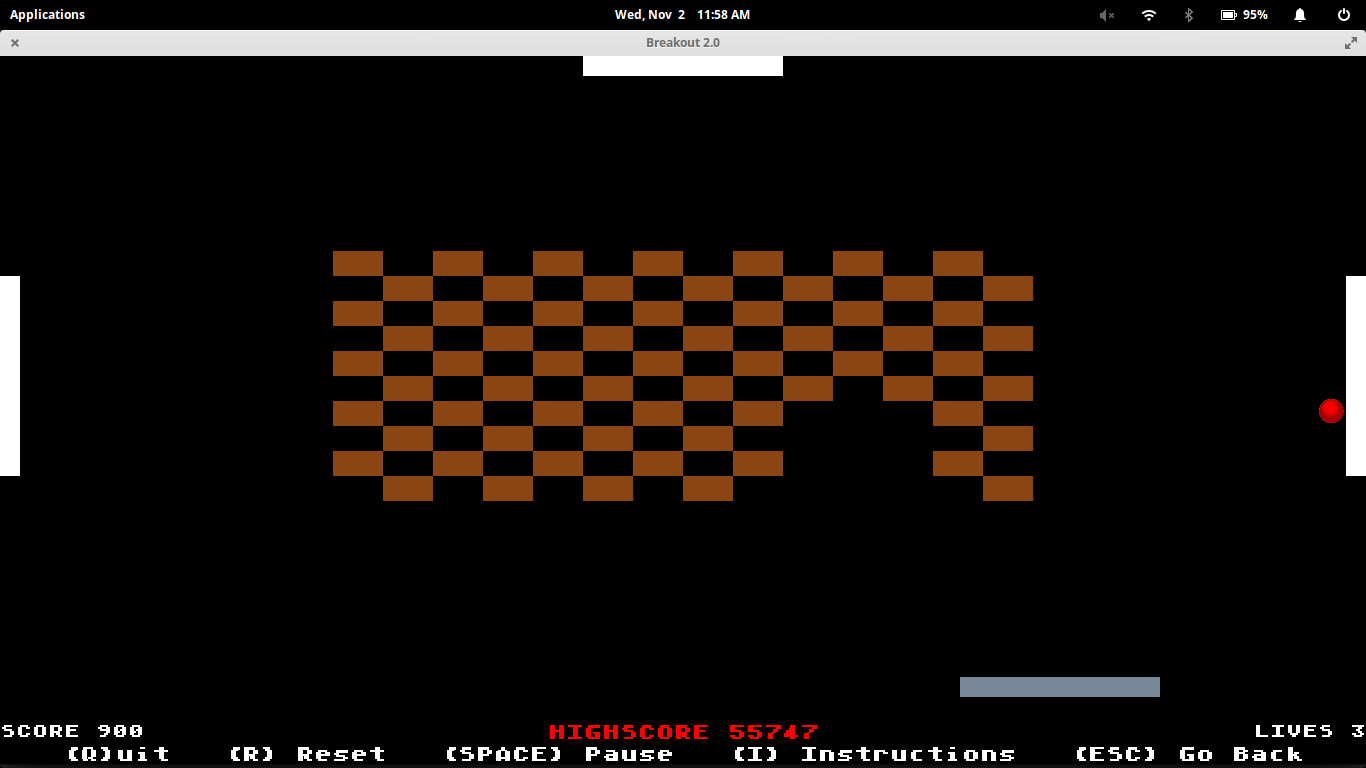 Applications Wed, Nov 2 11:58 AM 95%
Breakout 2.0
SCORE 900 HIGHSCORE 55747 LIVES 3
(Q)uit (R) Reset (SPACE) Pause (I) Instructions (ESC) Go Back